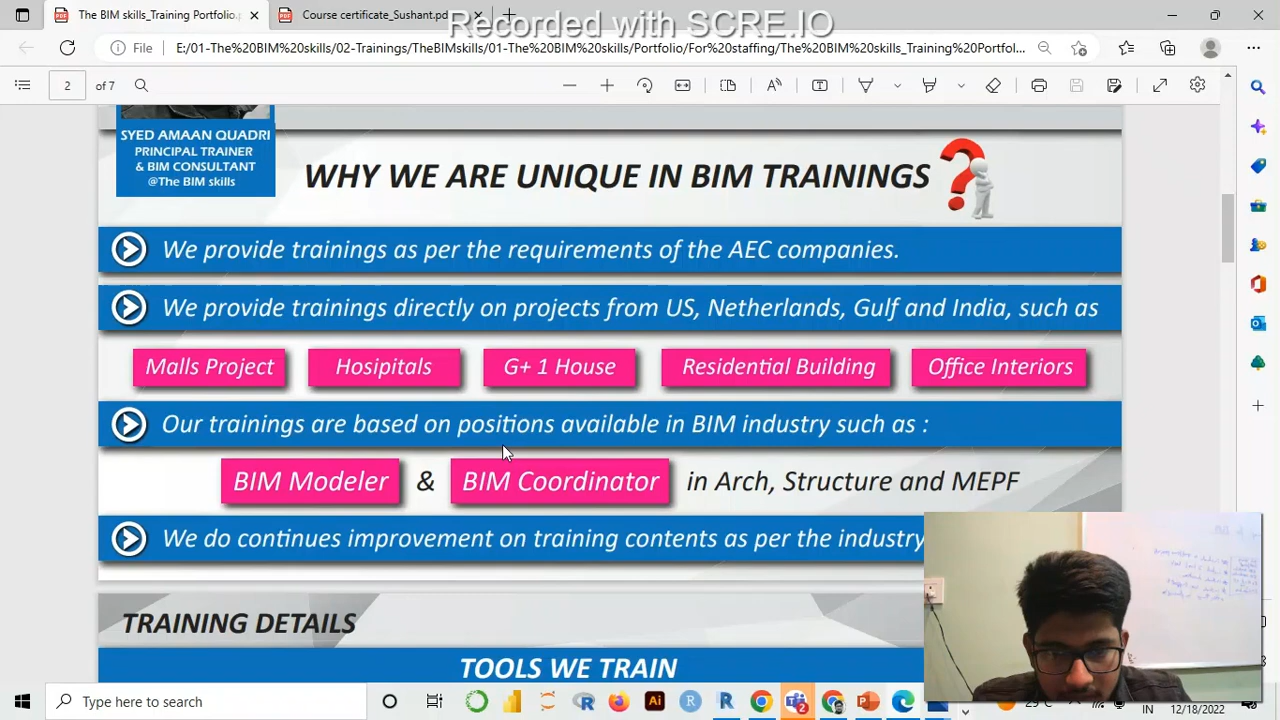 The BIM skills_Training Portfolio.p
Course certificate_Sushant.pd
Recorded with SCRE.IO
File
E:/01-The%20BIM%20skills/02-Trainings/TheBIMskills/01-The%20BIM%20skills/Portfolio/For%20staffing/The%20BIM%20skills_Training%20Portfol...
2 of 7
SYED AMAAN QUADRI
PRINCIPAL TRAINER
& BIM CONSULTANT
@The BIM skills
WHY WE ARE UNIQUE IN BIM TRAININGS
We provide trainings as per the requirements of the AEC companies.
We provide trainings directly on projects from US, Netherlands, Gulf and India, such as
Malls Project
Hosipitals
G+ 1 House
Residential Building
Office Interiors
Our trainings are based on positions available in BIM industry such as :
BIM Modeler & BIM Coordinator in Arch, Structure and MEPF
We do continues improvement on training contents as per the industry
TRAINING DETAILS
TOOLS WE TRAIN
Type here to search
IN 12/18/2022